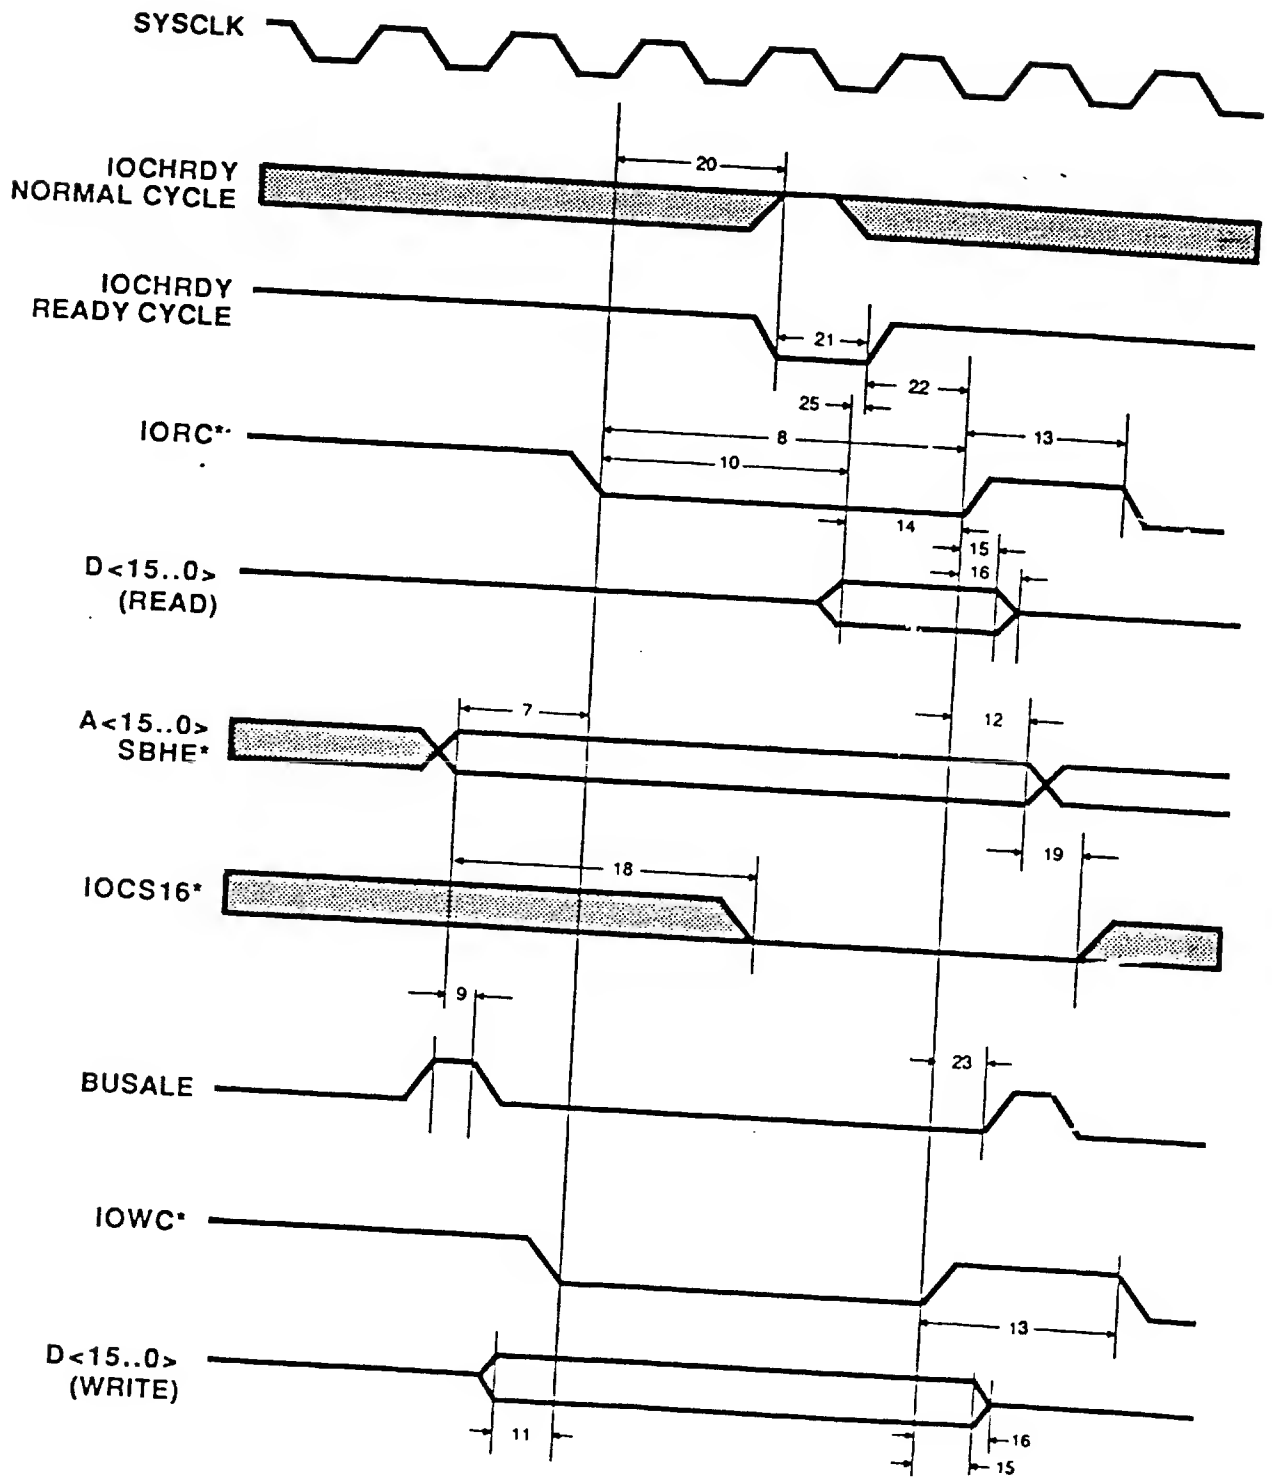 SYSCLK
20
IOCHRDY
NORMAL CYCLE
IOCHRDY
READY CYCLE
21
22
25
IORC*
8
13
10
14
15
D<15..0>
(READ)
16
A<15..0>
SBHE*
7
12
19
18
IOCS16*
9
23
BUSALE
IOWC*
13
D<15..0>
(WRITE)
11
16
15